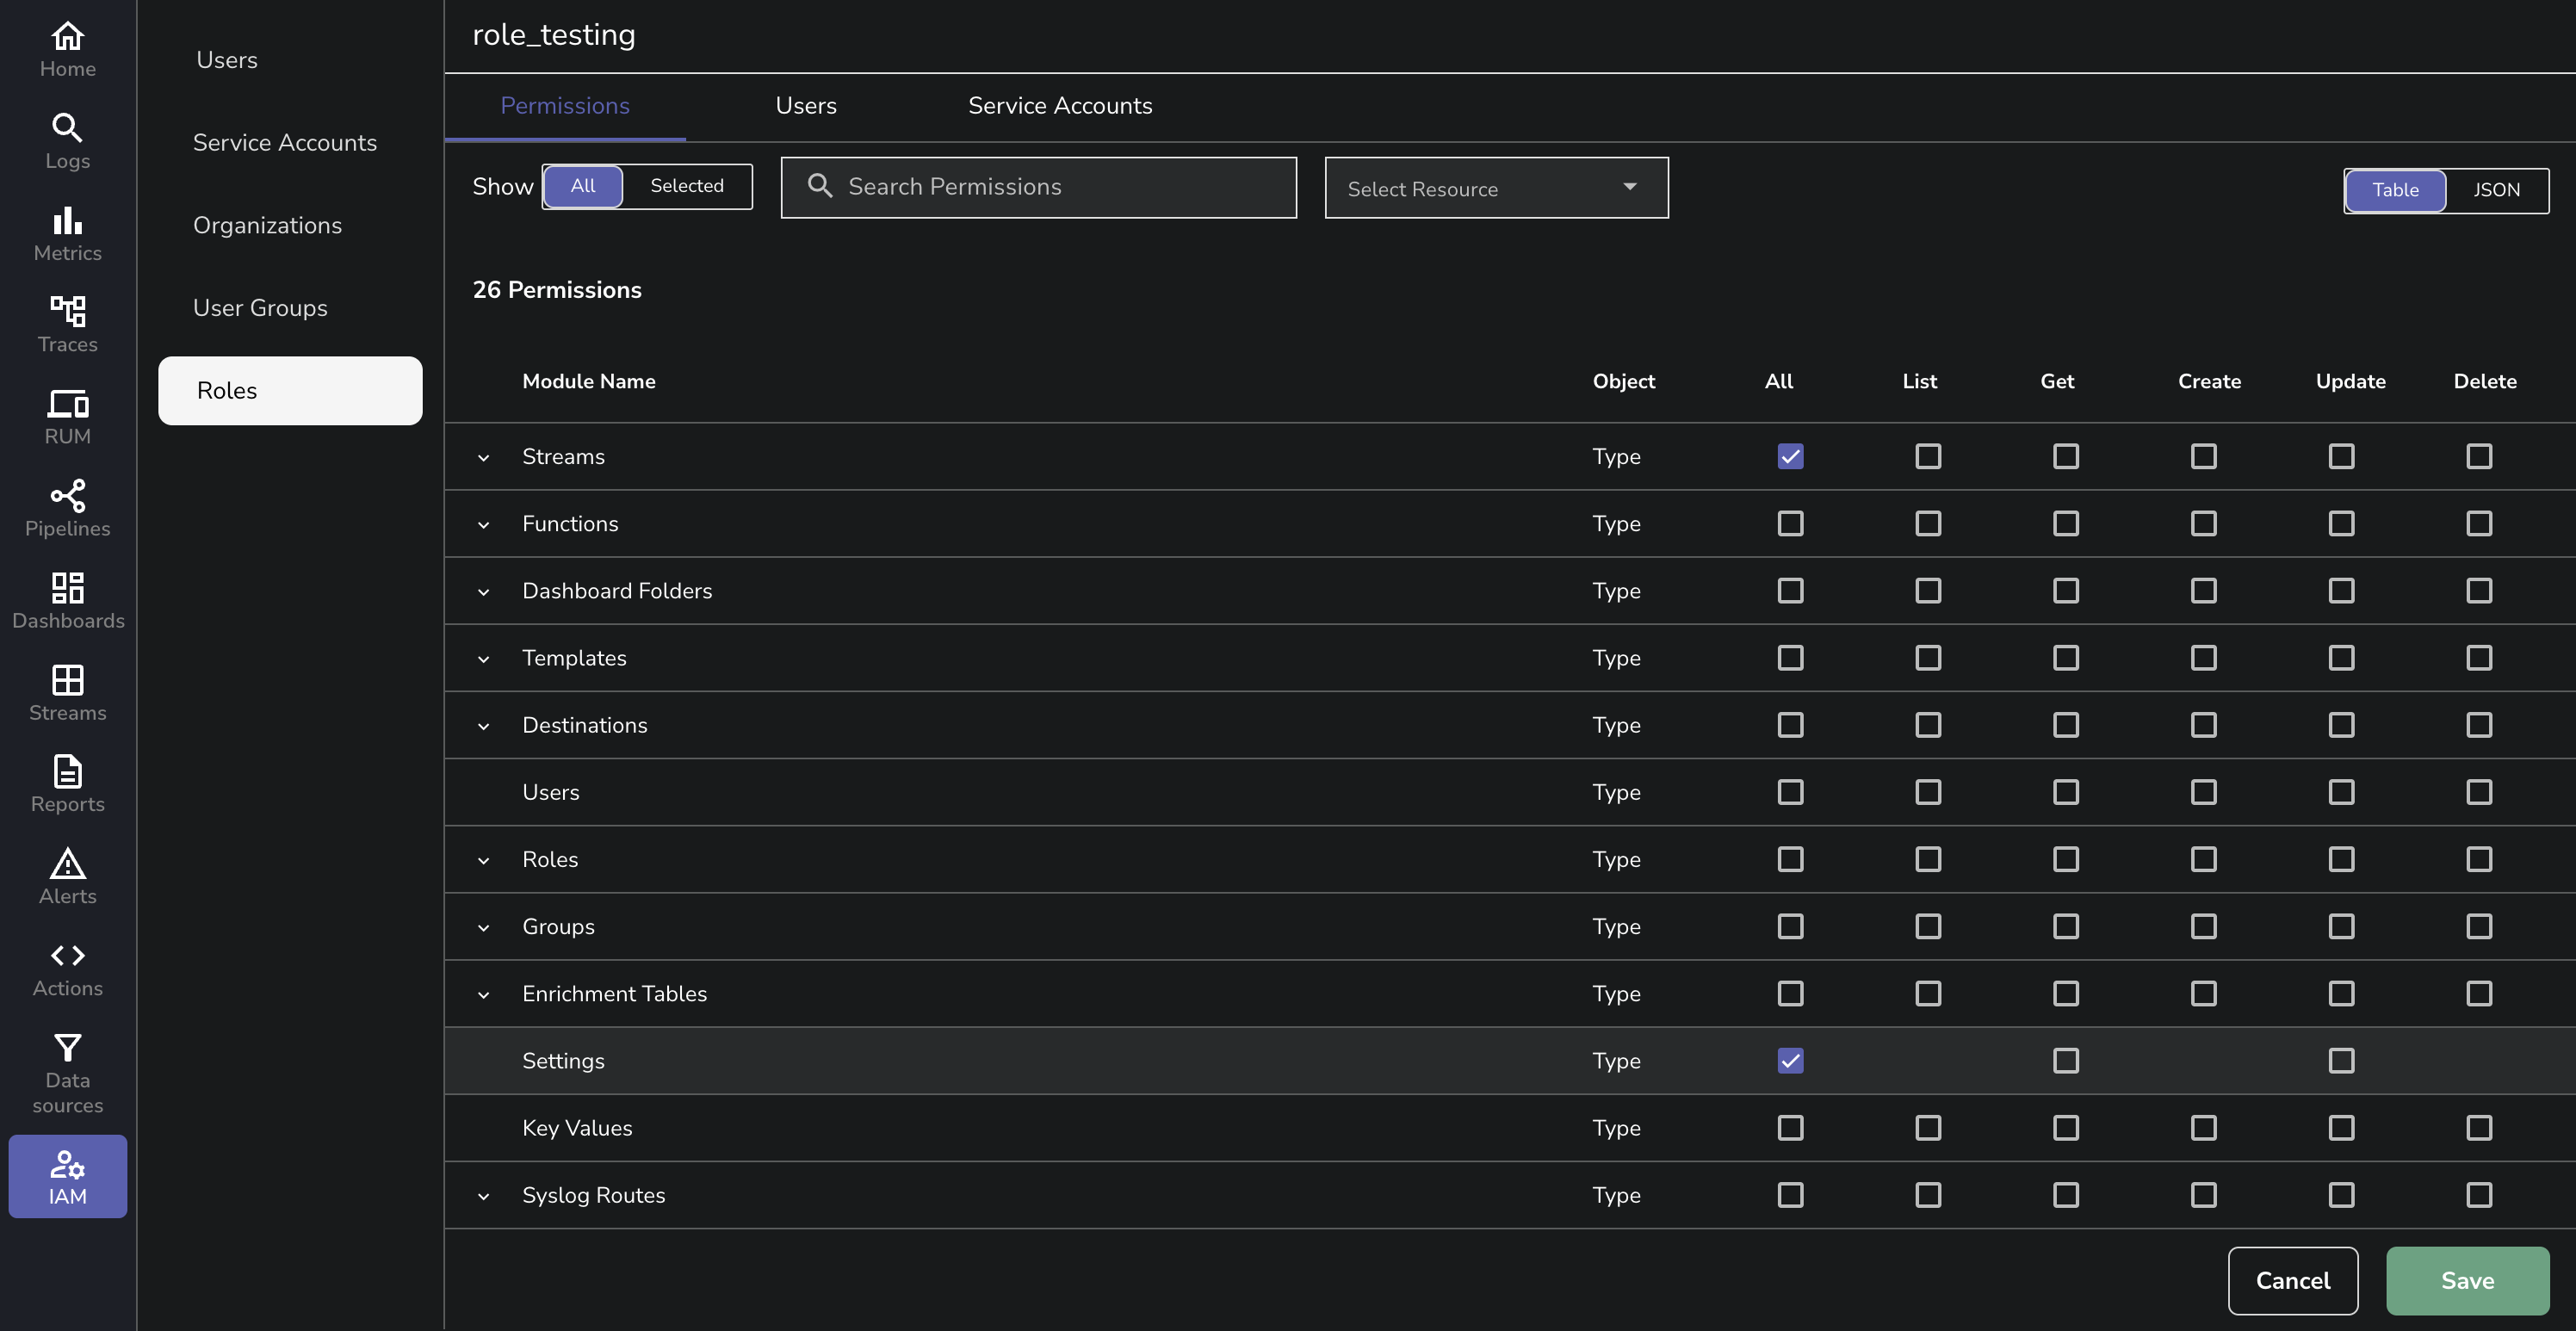 Home
Logs
Metrics
Traces
RUM
Pipelines
Dashboards
Streams
Reports
Alerts
Actions
Data
sources
IAM
Users
Service Accounts
Organizations
User Groups
Roles
role_testing
Permissions Users Service Accounts
Show All Selected Search Permissions Select Resource Table JSON
26 Permissions
Module Name Object All List Get Create Update Delete
Streams Type
Functions Type
Dashboard Folders Type
Templates Type
Destinations Type
Users Type
Roles Type
Groups Type
Enrichment Tables Type
Settings Type
Key Values Type
Syslog Routes Type
Cancel Save